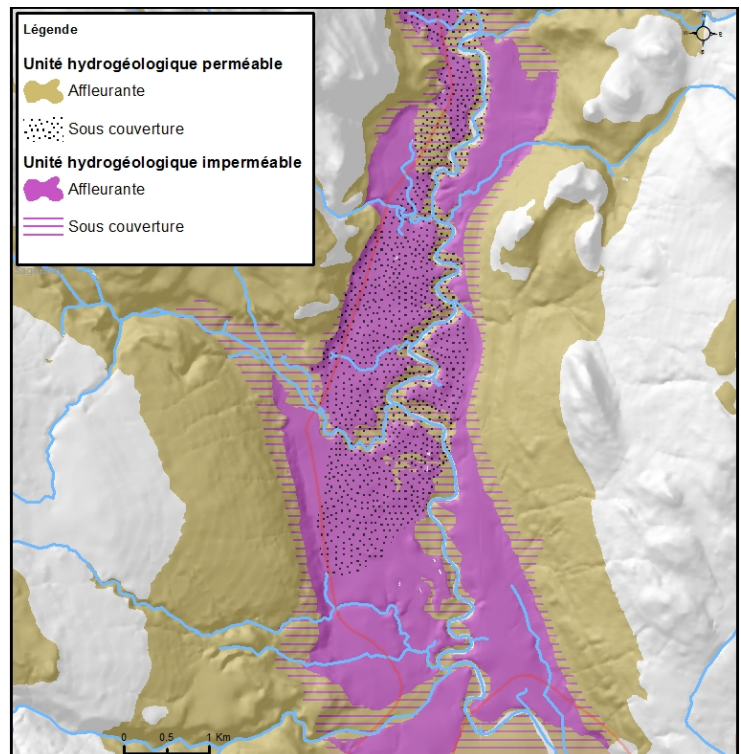 Légende
Unité hydrogéologique perméable
Affleurante
Sous couverture
Unité hydrogéologique imperméable
Affleurante
Sous couverture
0 0.5 1 Km